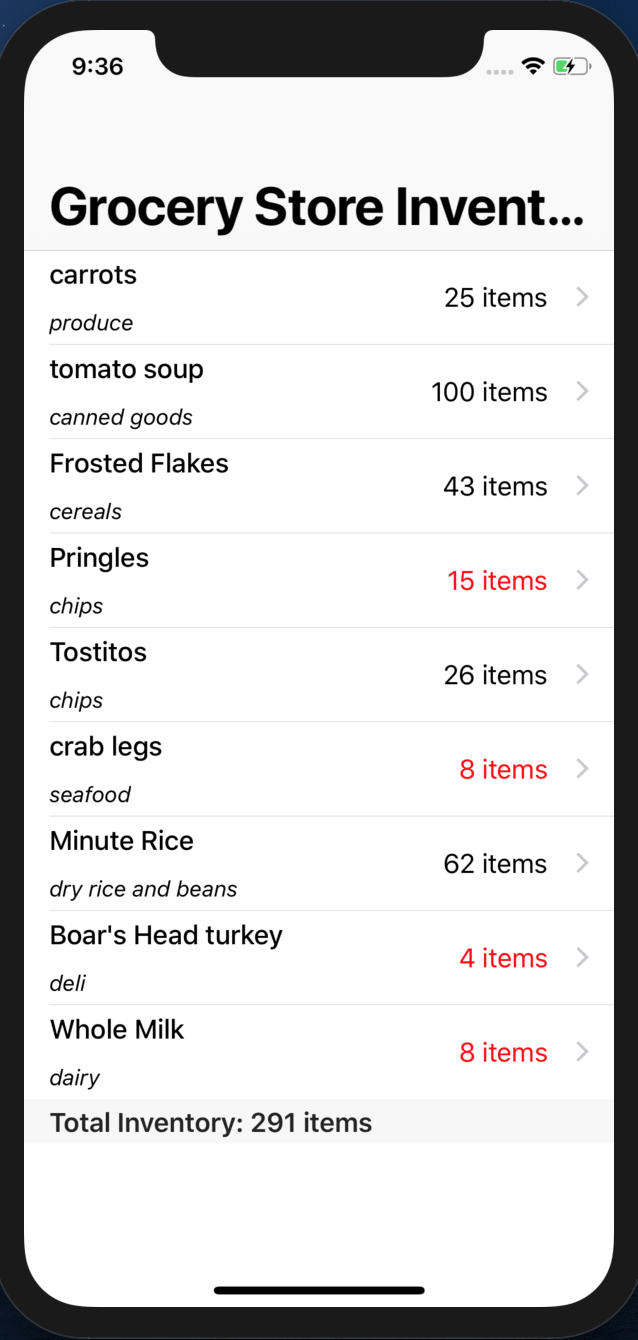 9:36
Grocery Store Invent...
carrots
25 items
produce
tomato soup
100 items
canned goods
Frosted Flakes
43 items
cereals
Pringles
15 items
chips
Tostitos
26 items
chips
crab legs
8 items
seafood
Minute Rice
62 items
dry rice and beans
Boar's Head turkey
4 items
deli
Whole Milk
8 items
dairy
Total Inventory: 291 items